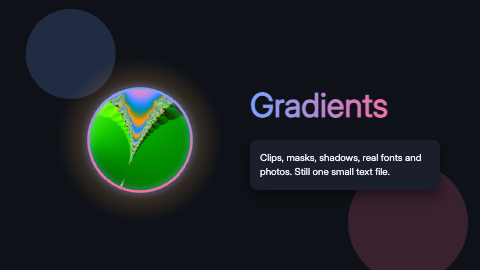 Gradients
Clips, masks, shadows, real fonts and
photos. Still one small text file.